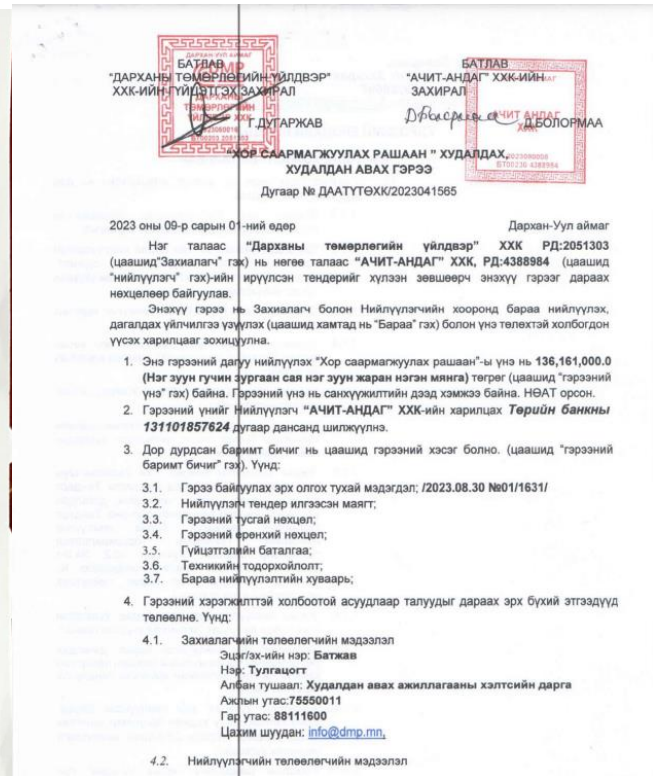 БАТЛАВ
"ДАРХАНЫ ТӨМӨРЛӨГИЙН ҮЙЛДВЭР"
ХХК-ИЙН ГҮЙЦЭТГЭХ ЗАХИРАЛ
Г.ДУГАРЖАВ
БАТЛАВ
"АЧИТ-АНДАГ" ХХК-ИЙН
ЗАХИРАЛ
Д.БОЛОРМАА
ДАРХАН-УУЛ АЙМАГ
DMP
ДАРХАНЫ
ТӨМӨРЛӨГИЙН
ҮЙЛДВЭР ХХК
АЧИТ АНДАГ
ХХК
"ХОР СААРМАГЖУУЛАХ РАШААН " ХУДАЛДАХ,
ХУДАЛДАН АВАХ ГЭРЭЭ
Дугаар № ДААТҮТӨХК/2023041565
2023 оны 09-р сарын 01-ний өдөр Дархан-Уул аймаг
Нэг талаас "Дарханы төмөрлөгийн үйлдвэр" ХХК РД:2051303
(цаашид"Захиалагч" гэх) нь нөгөө талаас "АЧИТ-АНДАГ" ХХК, РД:4388984 (цаашид
"нийлүүлэгч" гэх)-ийн ирүүлсэн тендерийг хүлээн зөвшөөрч энэхүү гэрээг дараах
нөхцөлөөр байгуулав.
Энэхүү гэрээ нь Захиалагч болон Нийлүүлэгчийн хооронд бараа нийлүүлэх,
дагалдах үйлчилгээ үзүүлэх (цаашид хамтад нь "Бараа" гэх) болон үнэ төлөхтэй холбогдон
үүсэх харилцааг зохицуулна.
1. Энэ гэрээний дагуу нийлүүлэх "Хор саармагжуулах рашаан"-ы үнэ нь 136,161,000.0
(Нэг зуун гучин зургаан сая нэг зуун жаран нэгэн мянга) төгрөг (цаашид "гэрээний
үнэ" гэх) байна. Гэрээний үнэ нь санхүүжилтийн дээд хэмжээ байна. НӨАТ орсон.
2. Гэрээний үнийг Нийлүүлэгч "АЧИТ-АНДАГ" ХХК-ийн харилцах Төрийн банкны
131101857624 дугаар дансанд шилжүүлнэ.
3. Дор дурдсан баримт бичиг нь цаашид гэрээний хэсэг болно. (цаашид "гэрээний
баримт бичиг" гэх). Үүнд:
3.1. Гэрээ байгуулах эрх олгох тухай мэдэгдэл; /2023.08.30 №01/1631/
3.2. Нийлүүлэгч тендер илгээсэн маягт;
3.3. Гэрээний тусгай нөхцөл;
3.4. Гэрээний ерөнхий нөхцөл;
3.5. Гүйцэтгэлийн баталгаа;
3.6. Техникийн тодорхойлолт;
3.7. Бараа нийлүүлэлтийн хуваарь;
4. Гэрээний хэрэгжилттэй холбоотой асуудлаар талуудыг дараах эрх бүхий этгээдүүд
төлөөлнө. Үүнд:
4.1. Захиалагчийн төлөөлөгчийн мэдээлэл
Эцэг/эх-ийн нэр: Батжав
Нэр: Тулгацогт
Албан тушаал: Худалдан авах ажиллагааны хэлтсийн дарга
Ажлын утас:75550011
Гар утас: 88111600
Цахим шуудан: info@dmp.mn,
4.2. Нийлүүлэгчийн төлөөлөгчийн мэдээлэл